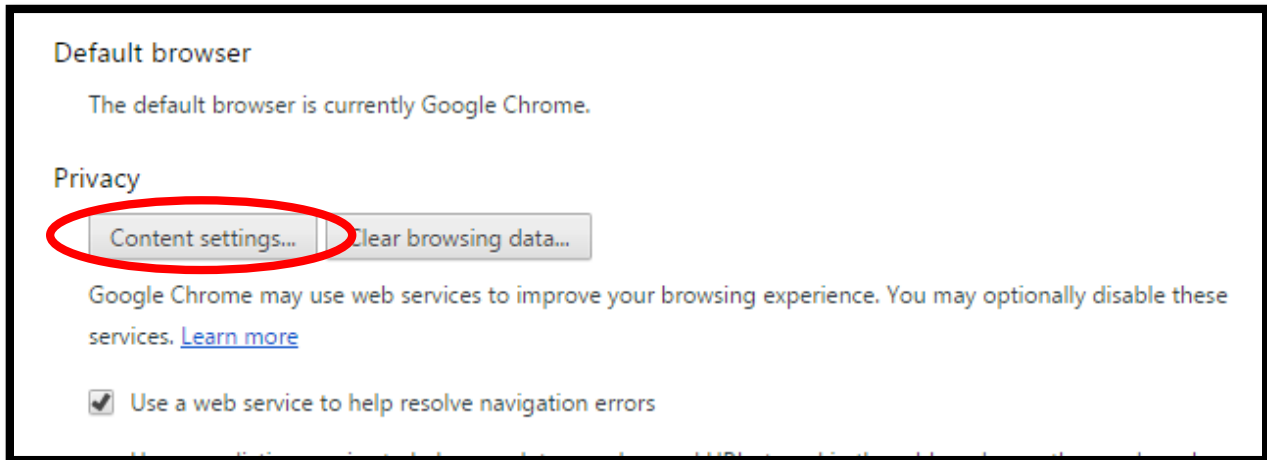 Default browser
The default browser is currently Google Chrome.
Privacy
Content settings... Clear browsing data...
Google Chrome may use web services to improve your browsing experience. You may optionally disable these
services. Learn more
Use a web service to help resolve navigation errors